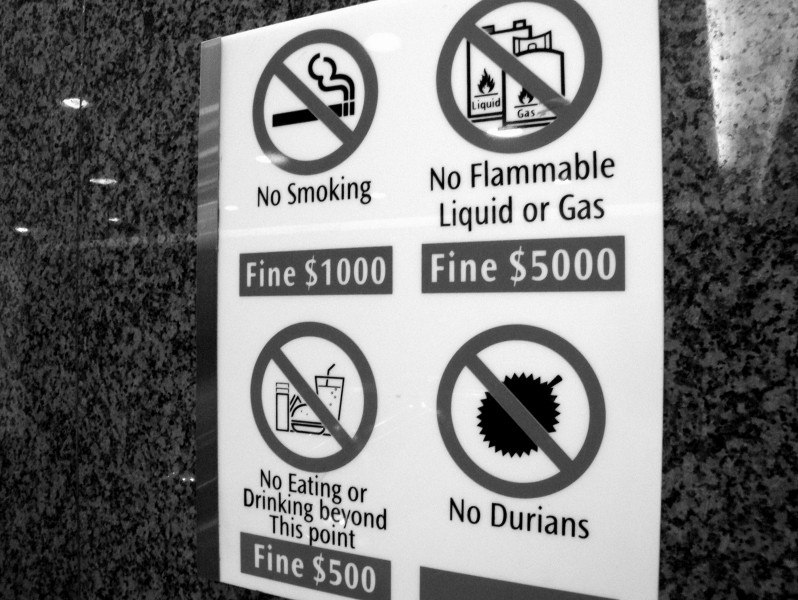 Liquid
Gas
No Smoking
No Flammable
Liquid or Gas
Fine $1000
Fine $5000
No Eating or
Drinking beyond
This point
Fine $500
No Durians